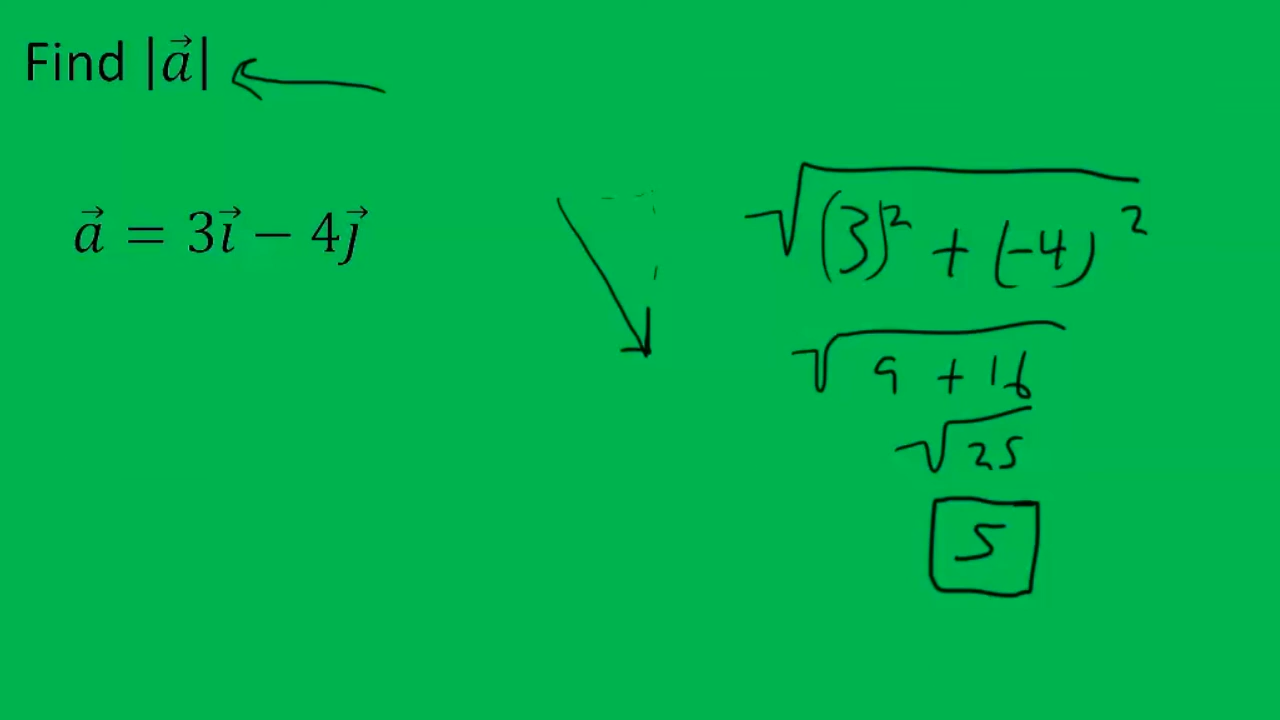 Find |a⃗|
a⃗ = 3i⃗ − 4j⃗
√(3)² + (-4)²
√9 + 16
√25
5